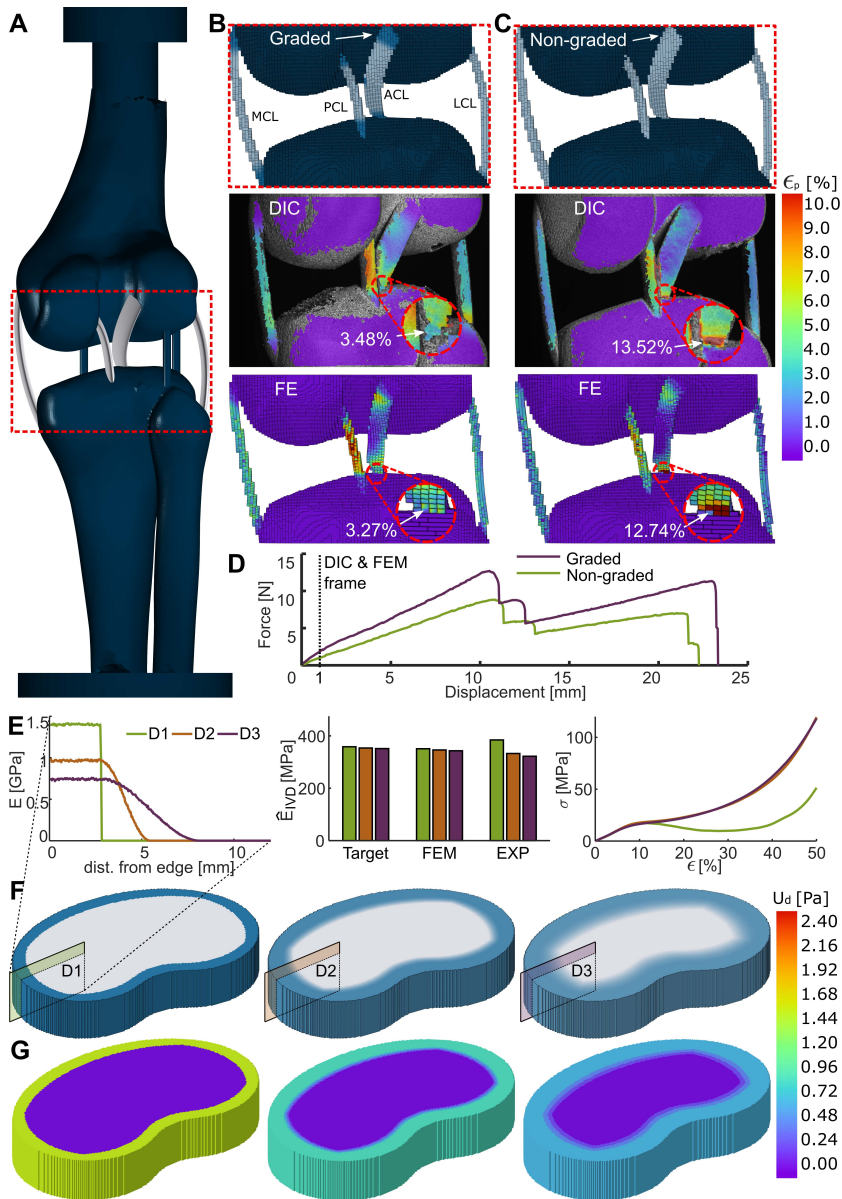 A
B
Graded
C
Non-graded
MCL
PCL
ACL
LCL
DIC
3.48%
DIC
13.52%
ϵp [%]
10.0
9.0
8.0
7.0
6.0
5.0
4.0
3.0
2.0
1.0
0.0
FE
3.27%
FE
12.74%
D
15
10
5
0
Force [N]
DIC & FEM
frame
Graded
Non-graded
1
5
10
15
20
25
Displacement [mm]
E
1.5
1
0.5
0
E [GPa]
D1
D2
D3
0
5
10
dist. from edge [mm]
400
200
0
ÊIVD [MPa]
Target
FEM
EXP
100
50
0
σ [MPa]
0
10
20
30
40
50
ϵ [%]
F
D1
D2
D3
G
Ud [Pa]
2.40
2.16
1.92
1.68
1.44
1.20
0.96
0.72
0.48
0.24
0.00